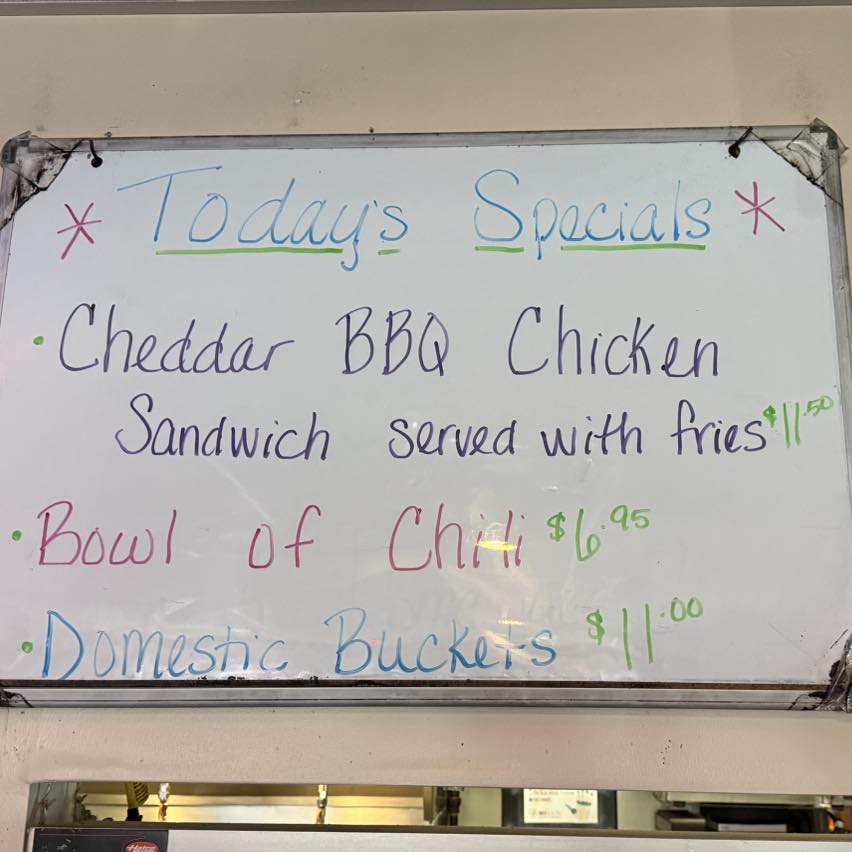 * Today's Specials *
• Cheddar BBQ Chicken
Sandwich served with fries $11.50
• Bowl of Chili $6.95
• Domestic Buckets $11.00
Hatco